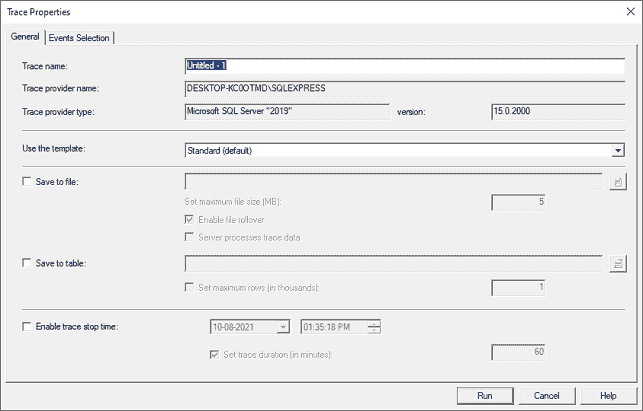 Trace Properties
General
Events Selection
Trace name: Untitled - 1
Trace provider name: DESKTOP-KC0OTMD\SQLEXPRESS
Trace provider type: Microsoft SQL Server "2019" version: 15.0.2000
Use the template: Standard (default)
Save to file:
Set maximum file size (MB): 5
Enable file rollover
Server processes trace data
Save to table:
Set maximum rows (in thousands): 1
Enable trace stop time: 10-08-2021 01:35:18 PM
Set trace duration (in minutes): 60
Run Cancel Help